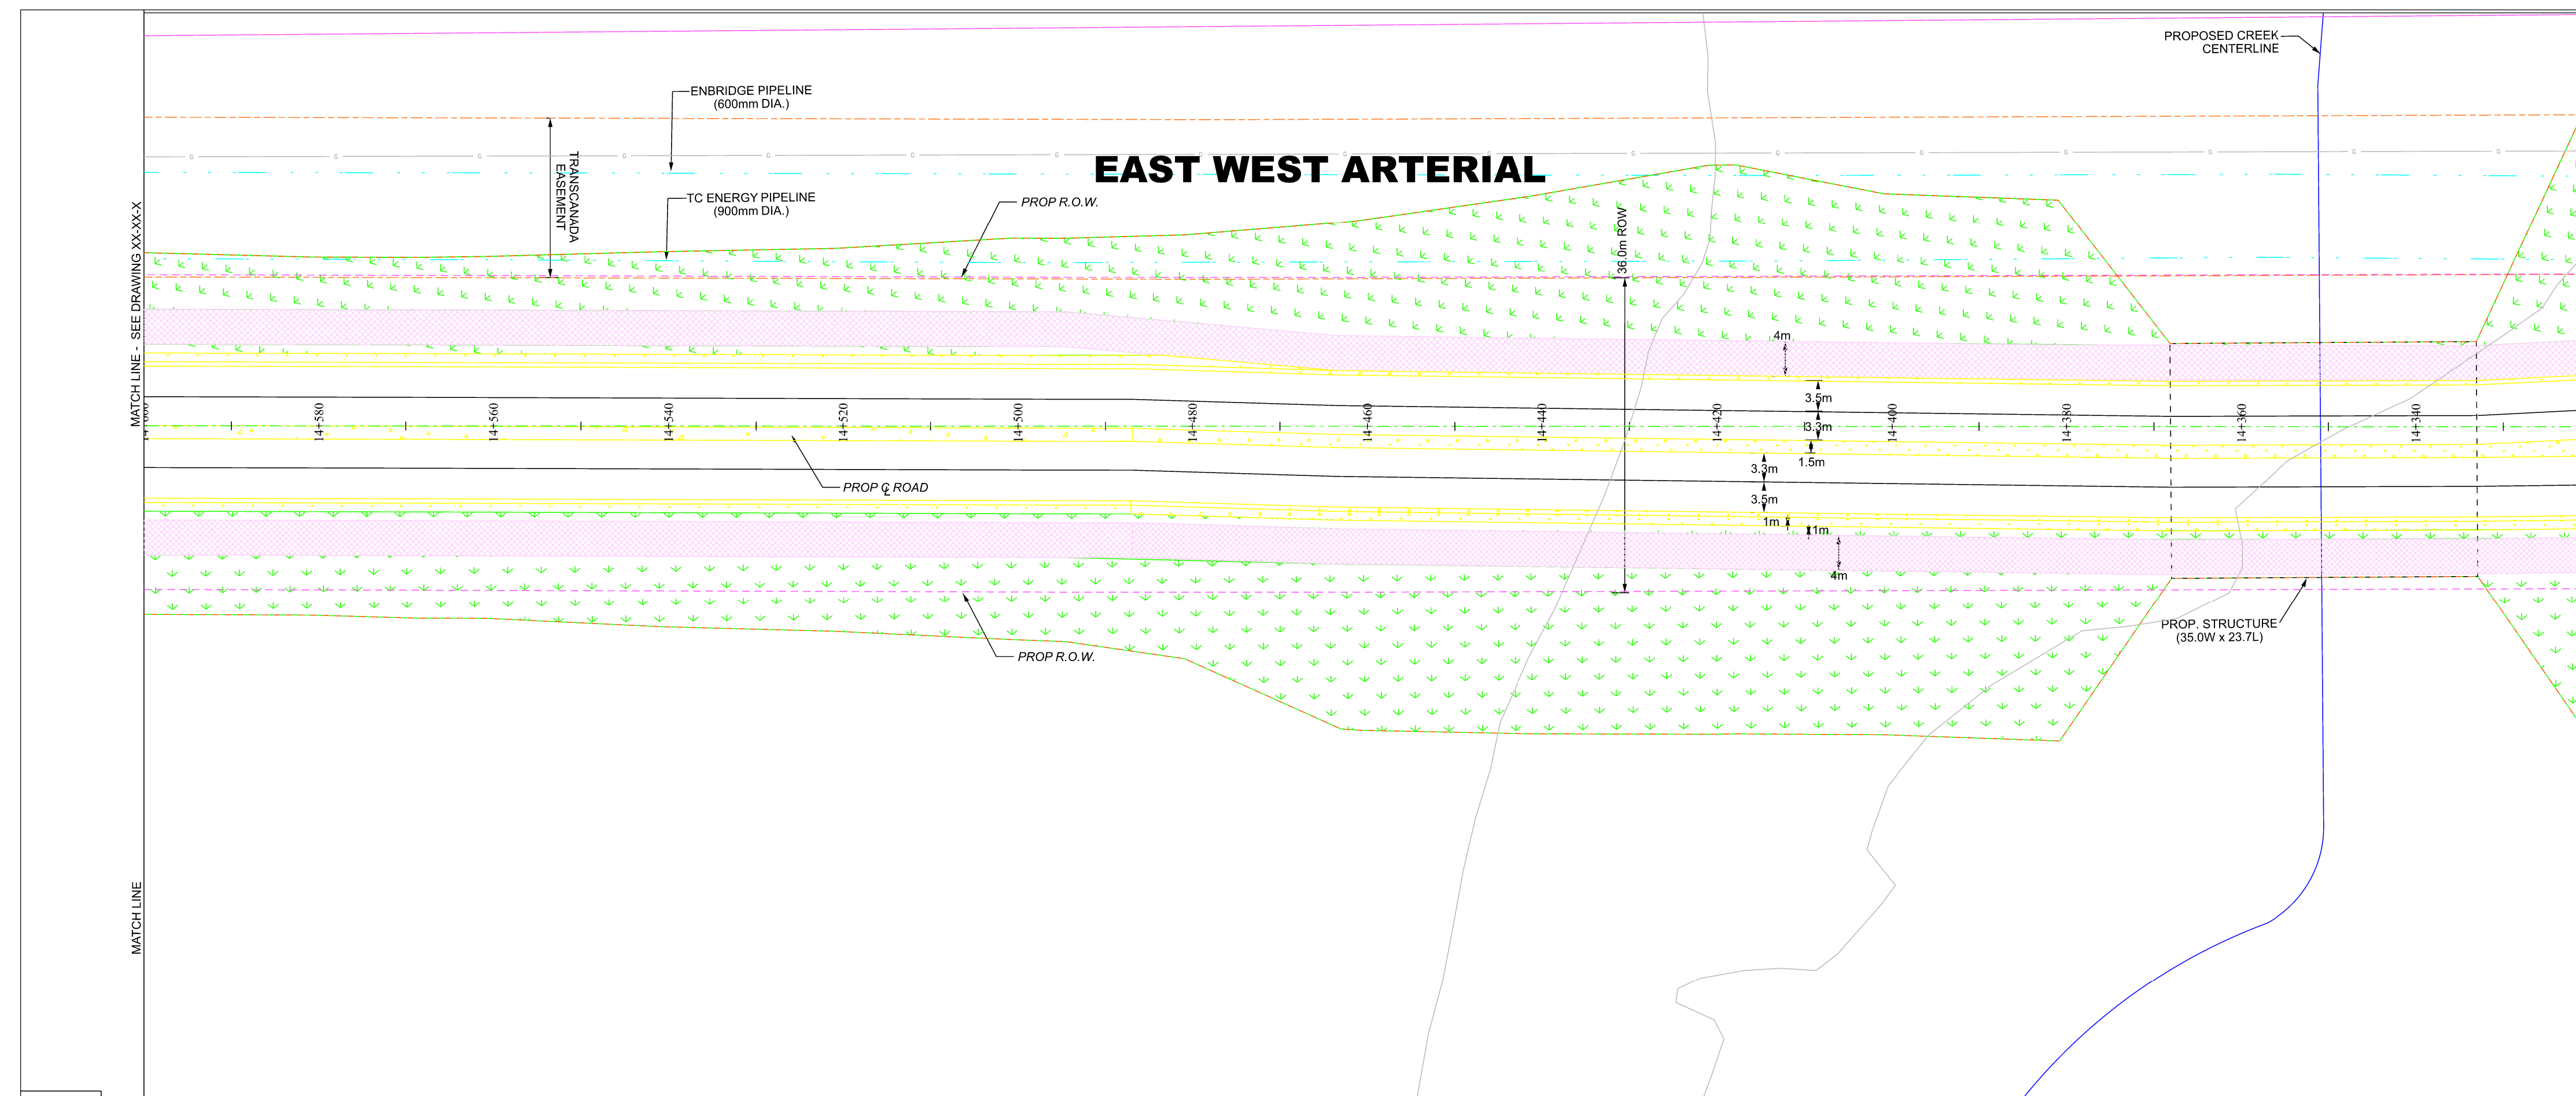 PROPOSED CREEK
CENTERLINE
ENBRIDGE PIPELINE
(600mm DIA.)
TRANSCANADA
EASEMENT
EAST WEST ARTERIAL
TC ENERGY PIPELINE
(900mm DIA.)
PROP R.O.W.
36.0m ROW
MATCH LINE - SEE DRAWING XX-XX-X
G G G G G G G G G G G G G G G
4m
3.5m
3.3m
1.5m
3.3m
3.5m
1m
1m
4m
14+580
14+560
14+540
14+520
14+500
14+480
14+460
14+440
14+420
14+400
14+380
14+360
14+340
PROP ℄ ROAD
PROP R.O.W.
PROP. STRUCTURE
(35.0W x 23.7L)
MATCH LINE